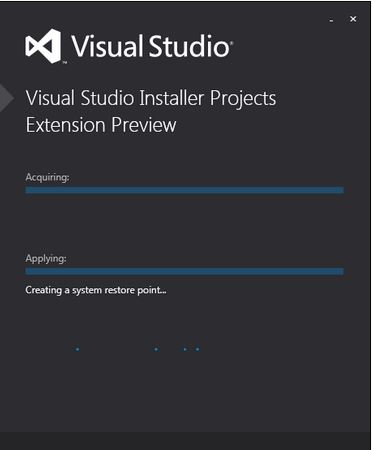 Visual Studio®
Visual Studio Installer Projects
Extension Preview
Acquiring:
Applying:
Creating a system restore point...